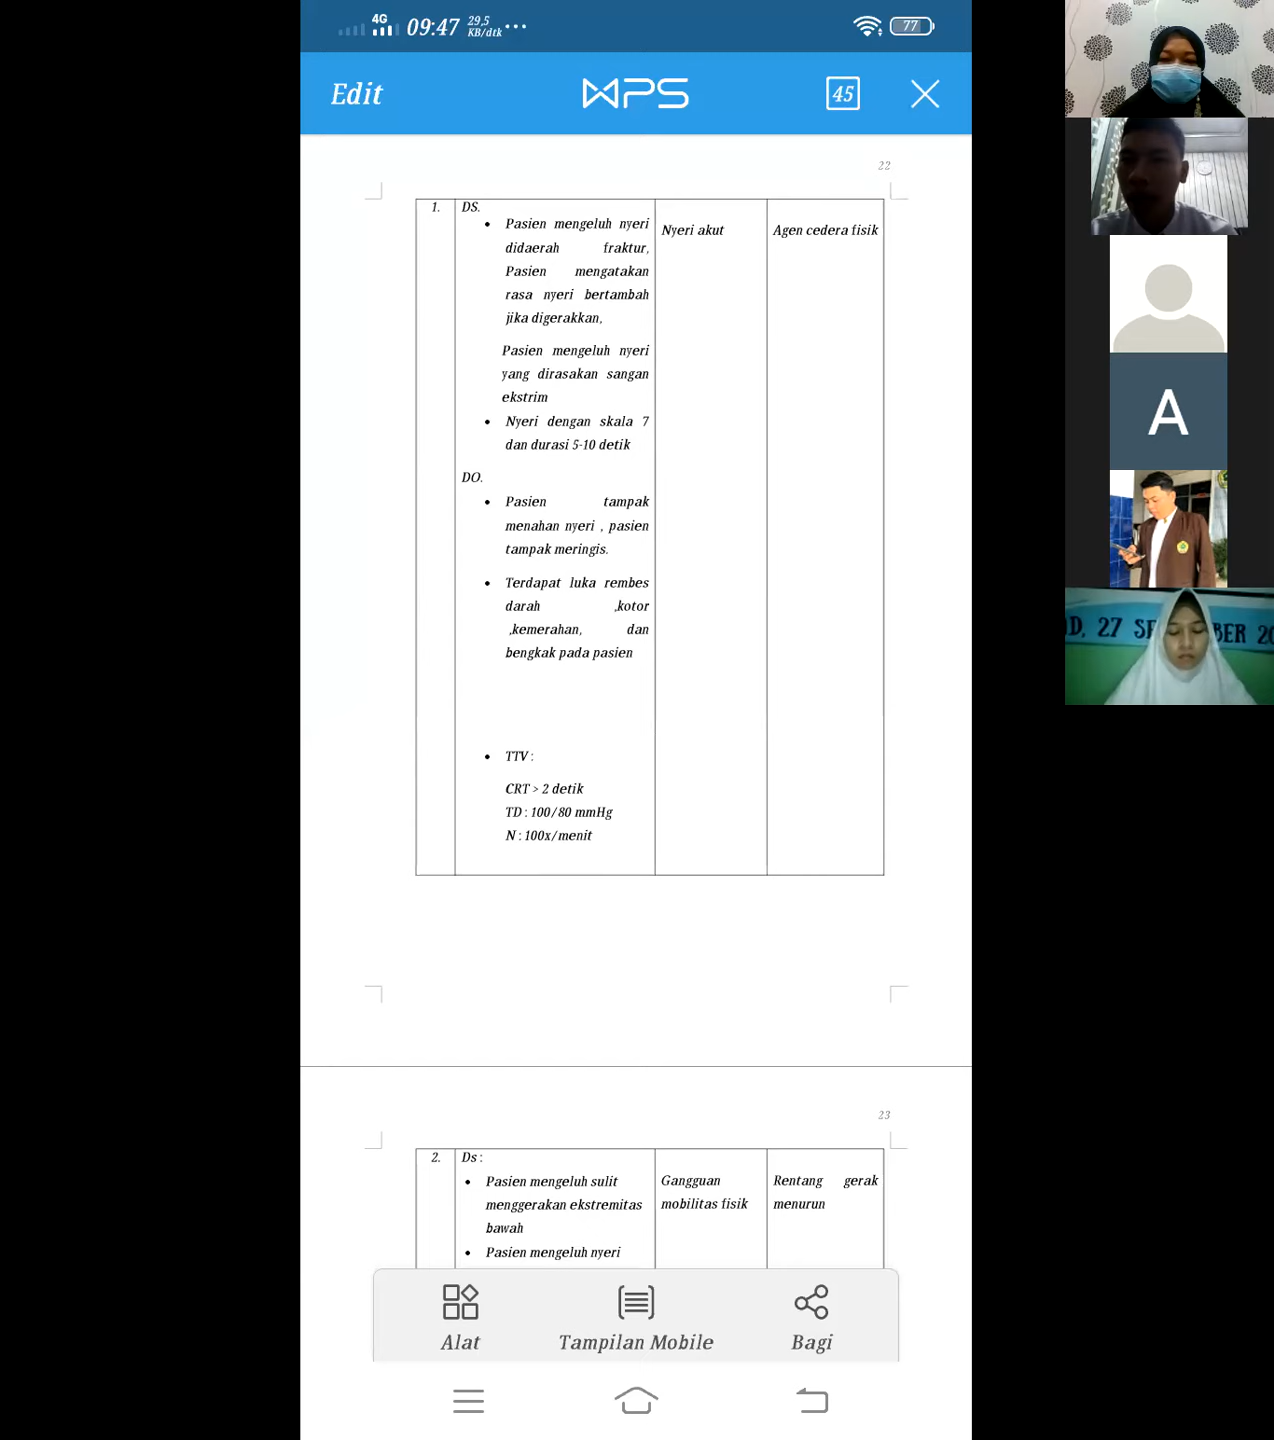 4G 09:47 29,5 KB/dtk ... 77
Edit WPS 45
22
1. DS.
• Pasien mengeluh nyeri
didaerah fraktur,
Pasien mengatakan
rasa nyeri bertambah
jika digerakkan,
Pasien mengeluh nyeri
yang dirasakan sangan
ekstrim
• Nyeri dengan skala 7
dan durasi 5-10 detik
DO.
• Pasien tampak
menahan nyeri , pasien
tampak meringis.
• Terdapat luka rembes
darah ,kotor
,kemerahan, dan
bengkak pada pasien
• TTV :
CRT > 2 detik
TD : 100/80 mmHg
N : 100x/menit
Nyeri akut
Agen cedera fisik
23
2. Ds :
• Pasien mengeluh sulit
menggerakan ekstremitas
bawah
• Pasien mengeluh nyeri
Gangguan
mobilitas fisik
Rentang gerak
menurun
Alat Tampilan Mobile Bagi
A
D, 27 SE BER 20